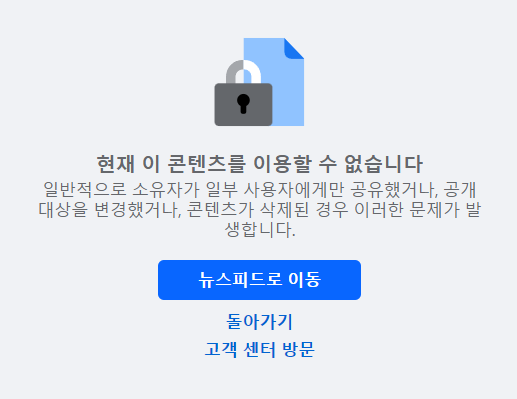 현재 이 콘텐츠를 이용할 수 없습니다
일반적으로 소유자가 일부 사용자에게만 공유했거나, 공개
대상을 변경했거나, 콘텐츠가 삭제된 경우 이러한 문제가 발
생합니다.
뉴스피드로 이동
돌아가기
고객 센터 방문